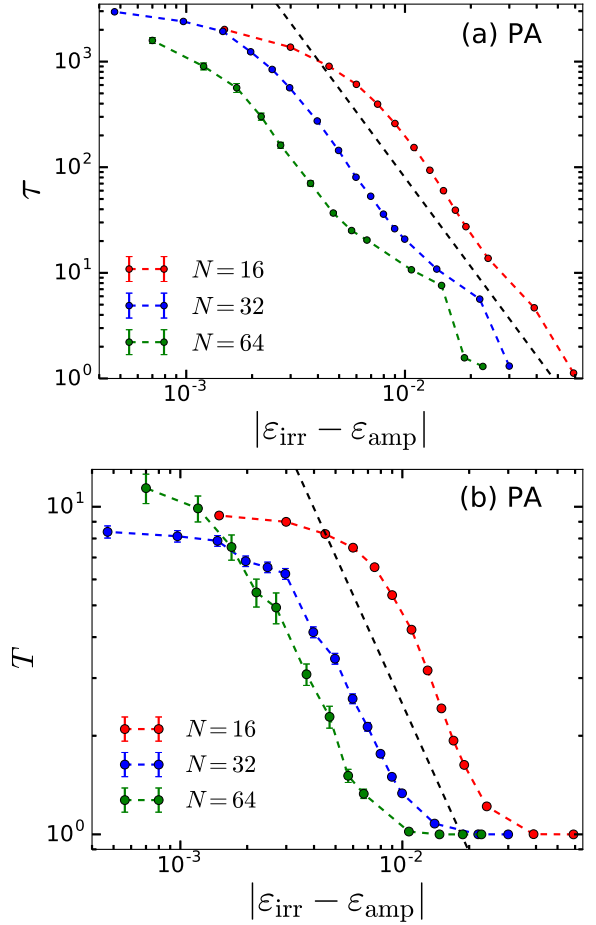 (a) PA
10³
10²
10¹
10⁰
τ
N = 16
N = 32
N = 64
10⁻³
10⁻²
|ε_irr − ε_amp|
(b) PA
10¹
10⁰
T
N = 16
N = 32
N = 64
10⁻³
10⁻²
|ε_irr − ε_amp|